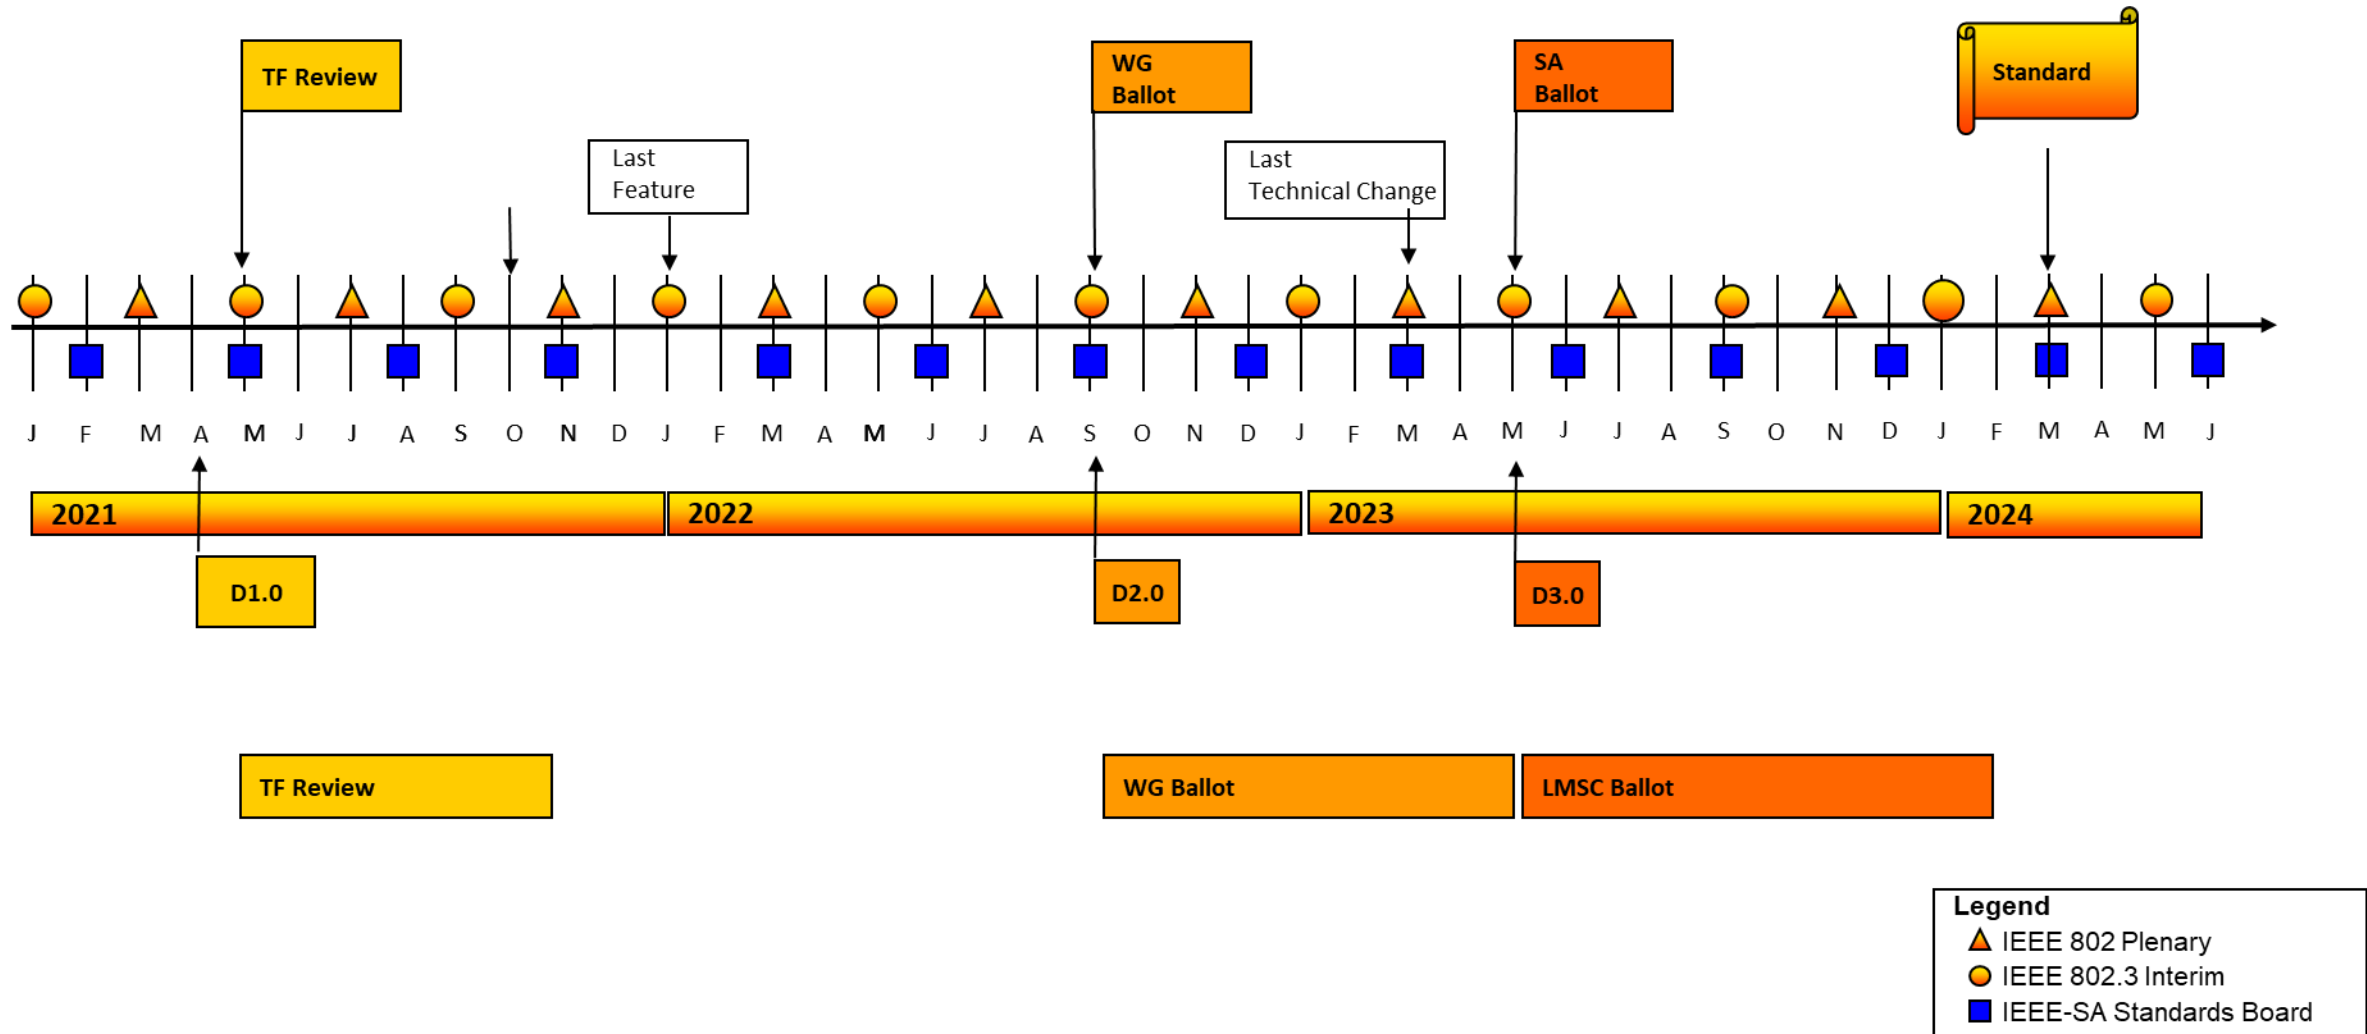 TF Review
WG
Ballot
SA
Ballot
Standard
Last
Feature
Last
Technical Change
J F M A M J J A S O N D J F M A M J J A S O N D J F M A M J J A S O N D J F M A M J
2021 2022 2023 2024
D1.0 D2.0 D3.0
TF Review WG Ballot LMSC Ballot
Legend
IEEE 802 Plenary
IEEE 802.3 Interim
IEEE-SA Standards Board